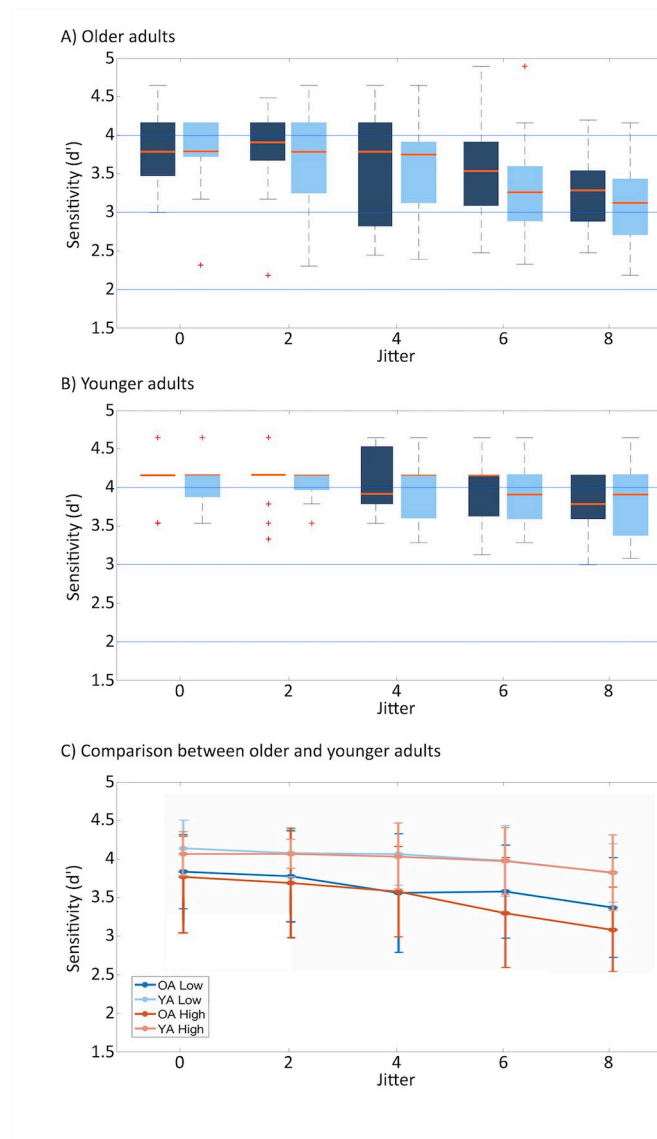 A) Older adults
5
4.5
4
3.5
3
2.5
2
1.5
Sensitivity (d')
0 2 4 6 8
Jitter
B) Younger adults
5
4.5
4
3.5
3
2.5
2
1.5
Sensitivity (d')
0 2 4 6 8
Jitter
C) Comparison between older and younger adults
5
4.5
4
3.5
3
2.5
2
1.5
Sensitivity (d')
OA Low
YA Low
OA High
YA High
0 2 4 6 8
Jitter